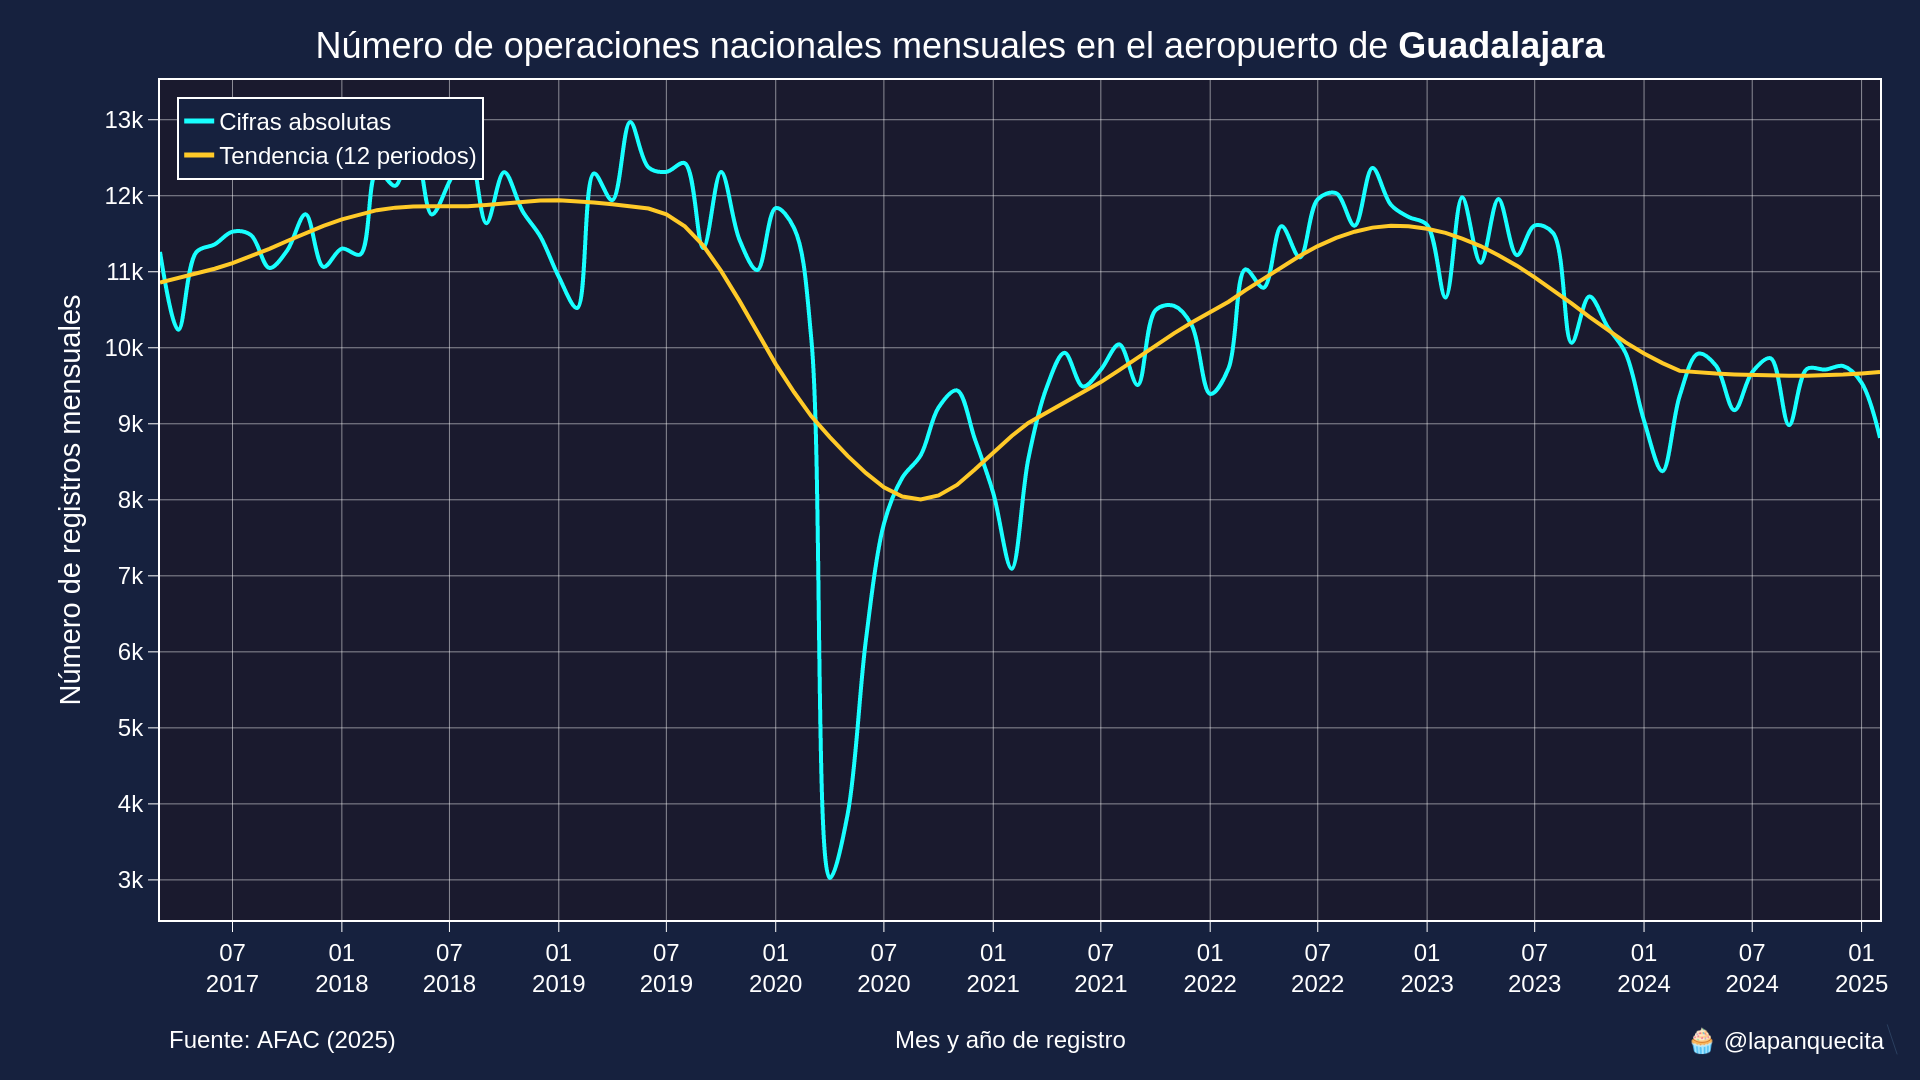 Número de operaciones nacionales mensuales en el aeropuerto de Guadalajara
Cifras absolutas
Tendencia (12 periodos)
Número de registros mensuales
13k
12k
11k
10k
9k
8k
7k
6k
5k
4k
3k
07 01 07 01 07 01 07 01 07 01 07 01 07 01 07 01
2017 2018 2018 2019 2019 2020 2020 2021 2021 2022 2022 2023 2023 2024 2024 2025
Fuente: AFAC (2025)
Mes y año de registro
🧁 @lapanquecita